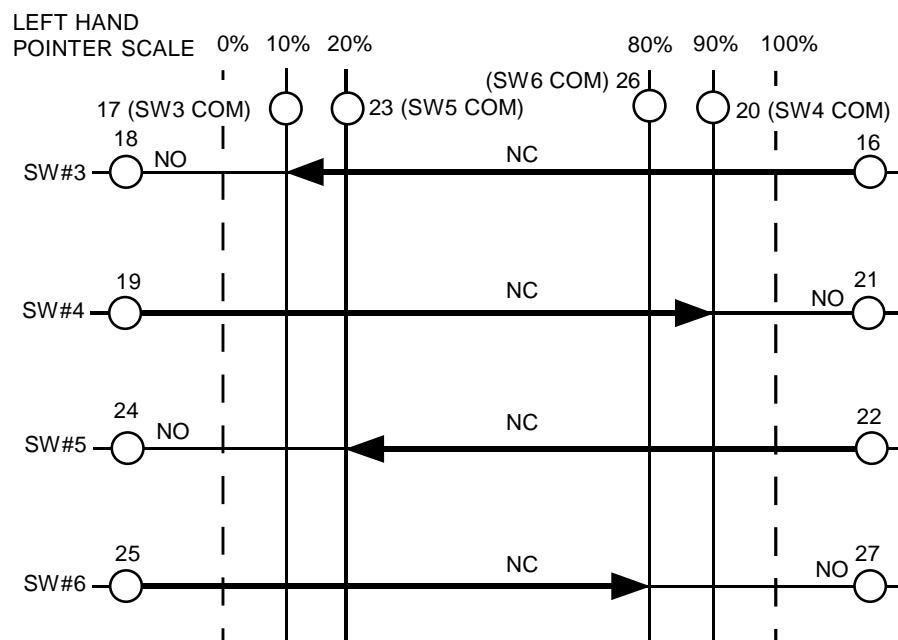 LEFT HAND
POINTER SCALE 0% 10% 20% 80% 90% 100%
(SW6 COM) 26
17 (SW3 COM) 23 (SW5 COM) 20 (SW4 COM)
18 NO NC 16
SW#3
19 NC 21
SW#4 NO
24 NO NC 22
SW#5
25 NC 27
SW#6 NO